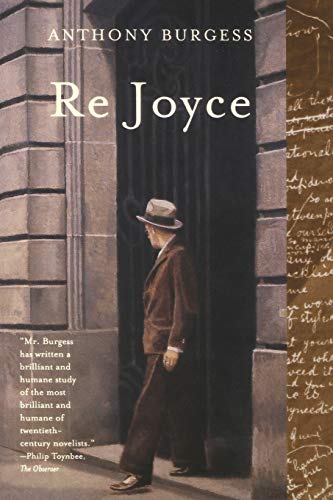 ANTHONY BURGESS
Re Joyce
"Mr. Burgess
has written a
brilliant and
humane study
of the most
brilliant and
humane of
twentieth-
century novelists."
—Philip Toynbee,
The Observer